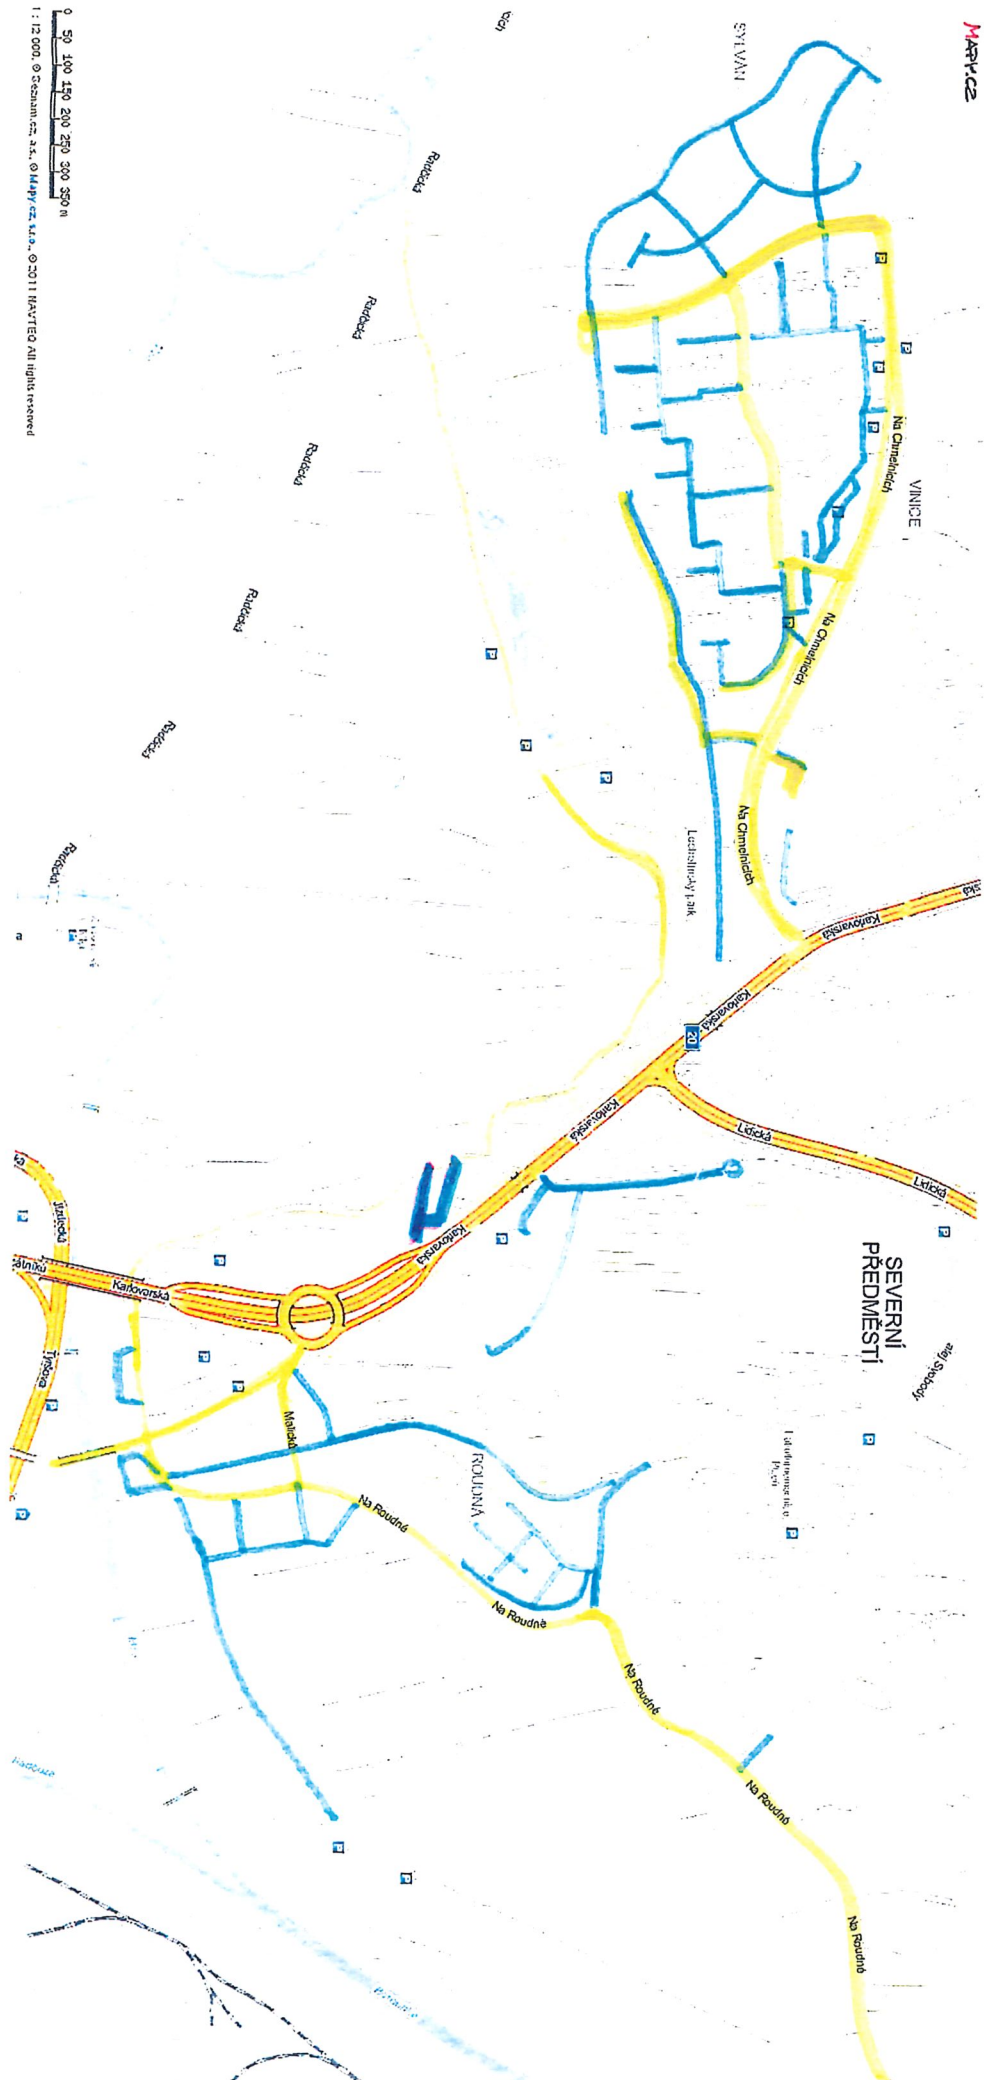 MAPY.CZ
SYLVÁN
Radčická
Radčická
Radčická
Radčická
Radčická
Radčická
VINICE
Na Chmelnicích
Na Chmelnicích
Na Chmelnicích
Lochotínský park
Karlovarská
Karlovarská
20
Karlovarská
Karlovarská
Karlovarská
Lidická
Lidická
SEVERNÍ
PŘEDMĚSTÍ
alej Svobody
Jízdecká
Tyršova
Malická
ROUDNÁ
Na Roudné
Na Roudné
Na Roudné
Na Roudné
Na Roudné
0 50 100 150 200 250 300 350 m
1 : 12 000, © Seznam.cz, a.s., © Mapy.cz, s.r.o., © 2011 NAVTEQ All rights reserved